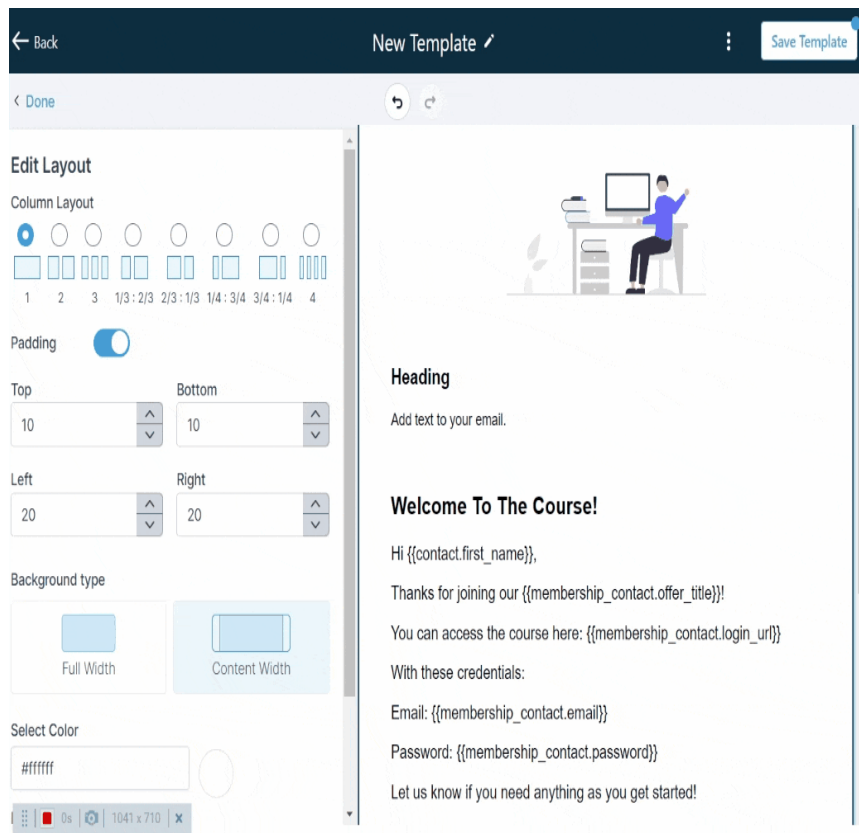 Back
New Template
Save Template
Done
Edit Layout
Column Layout
1 2 3 1/3 : 2/3 2/3 : 1/3 1/4 : 3/4 3/4 : 1/4 4
Padding
Top Bottom
10 10
Left Right
20 20
Background type
Full Width Content Width
Select Color
#ffffff
0s 1041 x 710
Heading
Add text to your email.
Welcome To The Course!
Hi {{contact.first_name}},
Thanks for joining our {{membership_contact.offer_title}}!
You can access the course here: {{membership_contact.login_url}}
With these credentials:
Email: {{membership_contact.email}}
Password: {{membership_contact.password}}
Let us know if you need anything as you get started!